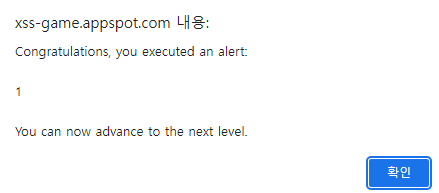 xss-game.appspot.com 내용:
Congratulations, you executed an alert:
1
You can now advance to the next level.
확인